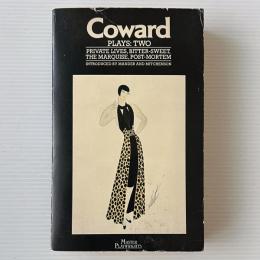 Coward
PLAYS: TWO
PRIVATE LIVES, BITTER-SWEET,
THE MARQUISE, POST-MORTEM
INTRODUCED BY MANDER AND MITCHENSON
MASTER
PLAYWRIGHTS